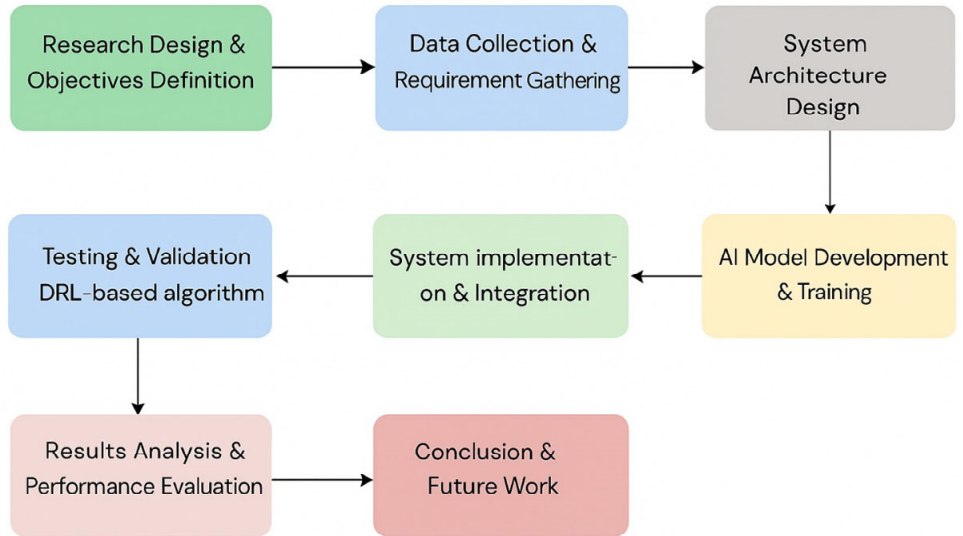 Research Design &
Objectives Definition
Data Collection &
Requirement Gathering
System
Architecture
Design
AI Model Development
& Training
System implementat-
on & Integration
Testing & Validation
DRL-based algorithm
Results Analysis &
Performance Evaluation
Conclusion &
Future Work